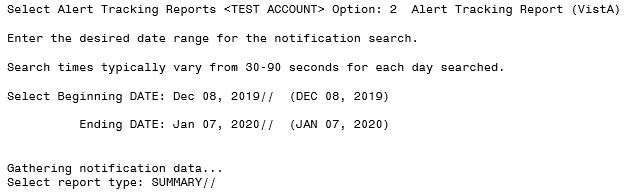 Select Alert Tracking Reports <TEST ACCOUNT> Option: 2  Alert Tracking Report (VistA)
Enter the desired date range for the notification search.
Search times typically vary from 30-90 seconds for each day searched.
Select Beginning DATE: Dec 08, 2019//  (DEC 08, 2019)
Ending DATE: Jan 07, 2020//  (JAN 07, 2020)
Gathering notification data...
Select report type: SUMMARY//